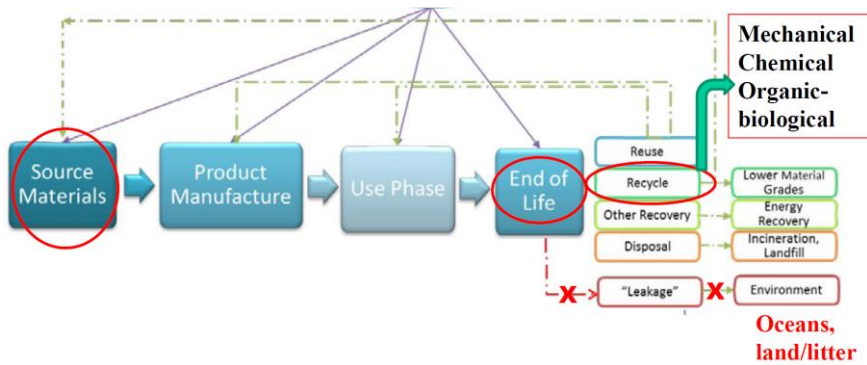 Mechanical
Chemical
Organic-
biological
Source
Materials
Product
Manufacture
Use Phase
End of
Life
Reuse
Recycle
Other Recovery
Disposal
"Leakage"
Lower Material
Grades
Energy
Recovery
Incineration,
Landfill
Environment
X
X
Oceans,
land/litter